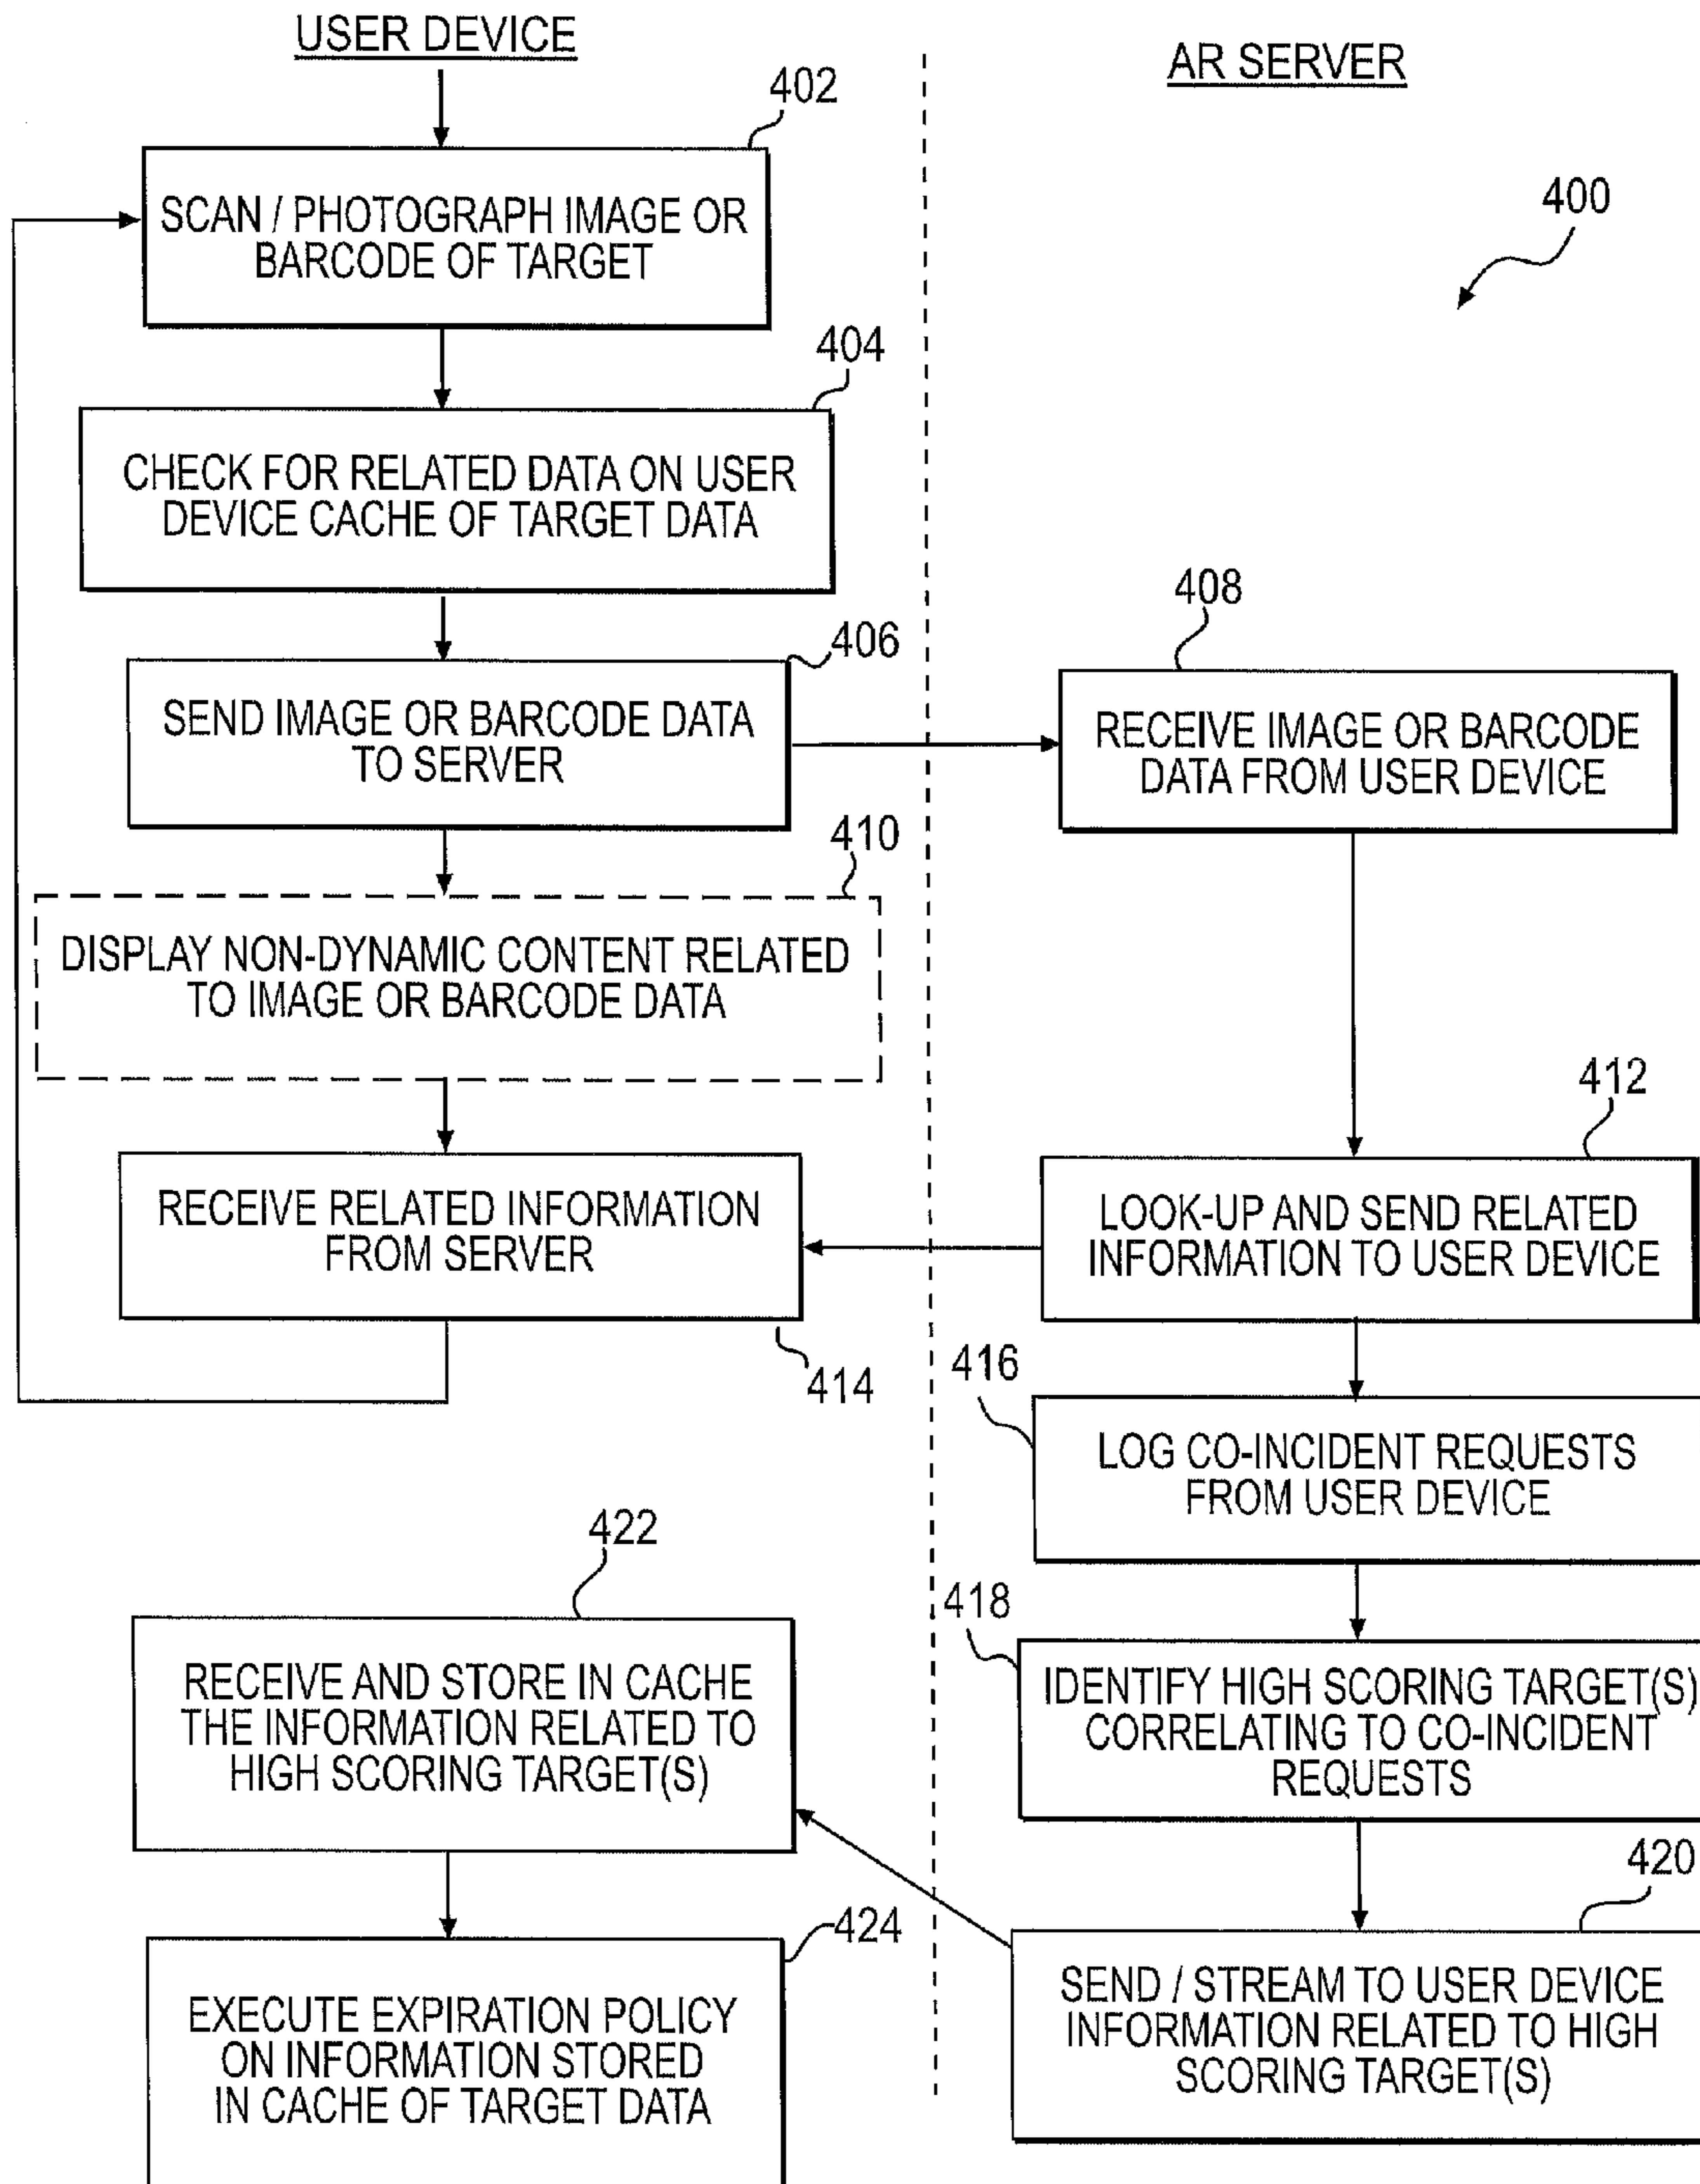 USER DEVICE
AR SERVER
402
SCAN / PHOTOGRAPH IMAGE OR
BARCODE OF TARGET
400
404
CHECK FOR RELATED DATA ON USER
DEVICE CACHE OF TARGET DATA
406
SEND IMAGE OR BARCODE DATA
TO SERVER
408
RECEIVE IMAGE OR BARCODE
DATA FROM USER DEVICE
410
DISPLAY NON-DYNAMIC CONTENT RELATED
TO IMAGE OR BARCODE DATA
412
LOOK-UP AND SEND RELATED
INFORMATION TO USER DEVICE
RECEIVE RELATED INFORMATION
FROM SERVER
414
416
LOG CO-INCIDENT REQUESTS
FROM USER DEVICE
418
IDENTIFY HIGH SCORING TARGET(S)
CORRELATING TO CO-INCIDENT
REQUESTS
422
RECEIVE AND STORE IN CACHE
THE INFORMATION RELATED TO
HIGH SCORING TARGET(S)
420
SEND / STREAM TO USER DEVICE
INFORMATION RELATED TO HIGH
SCORING TARGET(S)
424
EXECUTE EXPIRATION POLICY
ON INFORMATION STORED
IN CACHE OF TARGET DATA